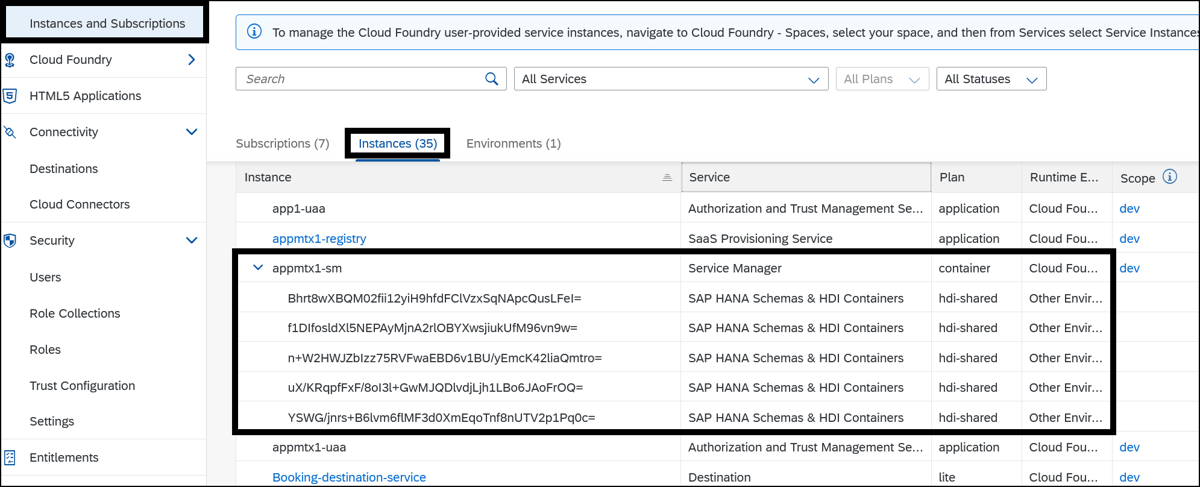 Instances and Subscriptions
Cloud Foundry
HTML5 Applications
Connectivity
Destinations
Cloud Connectors
Security
Users
Role Collections
Roles
Trust Configuration
Settings
Entitlements
To manage the Cloud Foundry user-provided service instances, navigate to Cloud Foundry - Spaces, select your space, and then from Services select Service Instances
Search All Services All Plans All Statuses
Subscriptions (7) Instances (35) Environments (1)
Instance Service Plan Runtime E... Scope
app1-uaa Authorization and Trust Management Se... application Cloud Fou... dev
appmtx1-registry SaaS Provisioning Service application Cloud Fou... dev
appmtx1-sm Service Manager container Cloud Fou... dev
Bhrt8wXBQM02fii12yiH9hfdFClVzxSqNApcQusLFeI= SAP HANA Schemas & HDI Containers hdi-shared Other Envir...
f1DIfosldXl5NEPAyMjnA2rlOBYXwsjiukUfM96vn9w= SAP HANA Schemas & HDI Containers hdi-shared Other Envir...
n+W2HWJZbIzz75RVFwaEBD6v1BU/yEmcK42liaQmtro= SAP HANA Schemas & HDI Containers hdi-shared Other Envir...
uX/KRqpfFxF/8oI3l+GwMJQDlvdjLjh1LBo6JAoFrOQ= SAP HANA Schemas & HDI Containers hdi-shared Other Envir...
YSWG/jnrs+B6lvm6flMF3d0XmEqoTnf8nUTV2p1Pq0c= SAP HANA Schemas & HDI Containers hdi-shared Other Envir...
appmtx1-uaa Authorization and Trust Management Se... application Cloud Fou... dev
Booking-destination-service Destination lite Cloud Fou... dev